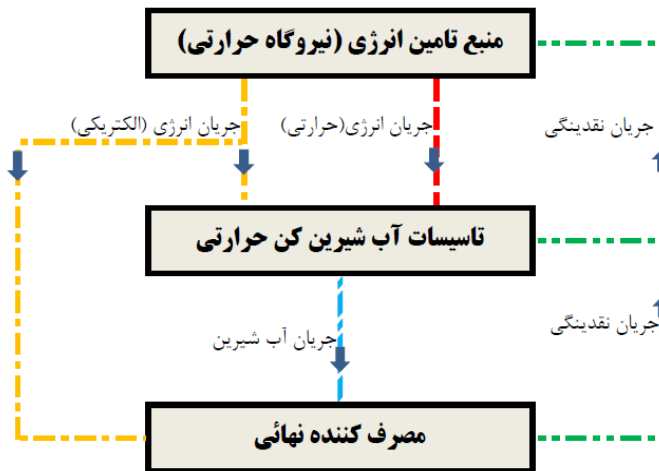 منبع تامین انرژی (نیروگاه حرارتی)
جریان نقدینگی
جریان انرژی(حرارتی)
جریان انرژی (الکتریکی)
تاسیسات آب شیرین کن حرارتی
جریان نقدینگی
جریان آب شیرین
مصرف کننده نهائی